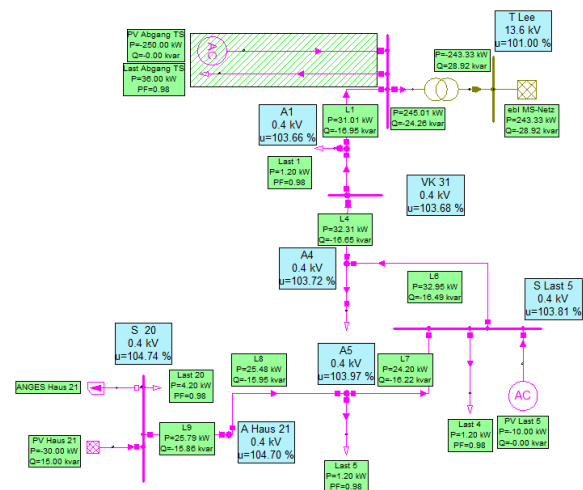 T Lee
13.6 kV
u=101.00 %
PV Abgang TS
P=-250.00 kW
Q=-0.00 kvar
AC
Last Abgang TS
P=36.00 kW
PF=0.98
P=-243.33 kW
Q=28.92 kvar
P=245.01 kW
Q=-24.26 kvar
ebl MS-Netz
P=243.33 kW
Q=-28.92 kvar
A1
0.4 kV
u=103.66 %
L1
P=31.01 kW
Q=-16.95 kvar
Last 1
P=1.20 kW
PF=0.98
VK 31
0.4 kV
u=103.68 %
L4
P=32.31 kW
Q=-16.65 kvar
A4
0.4 kV
u=103.72 %
L6
P=32.95 kW
Q=-16.49 kvar
S Last 5
0.4 kV
u=103.81 %
S 20
0.4 kV
u=104.74 %
L8
P=25.48 kW
Q=-15.95 kvar
A5
0.4 kV
u=103.97 %
L7
P=24.20 kW
Q=-16.22 kvar
ANGES Haus 21
Last 20
P=4.20 kW
PF=0.98
Last 4
P=1.20 kW
PF=0.98
AC
PV Last 5
P=-10.00 kW
Q=-0.00 kvar
PV Haus 21
P=-30.00 kW
Q=15.00 kvar
L9
P=25.79 kW
Q=-15.86 kvar
A Haus 21
0.4 kV
u=104.70 %
P=1.20 kW
PF=0.98